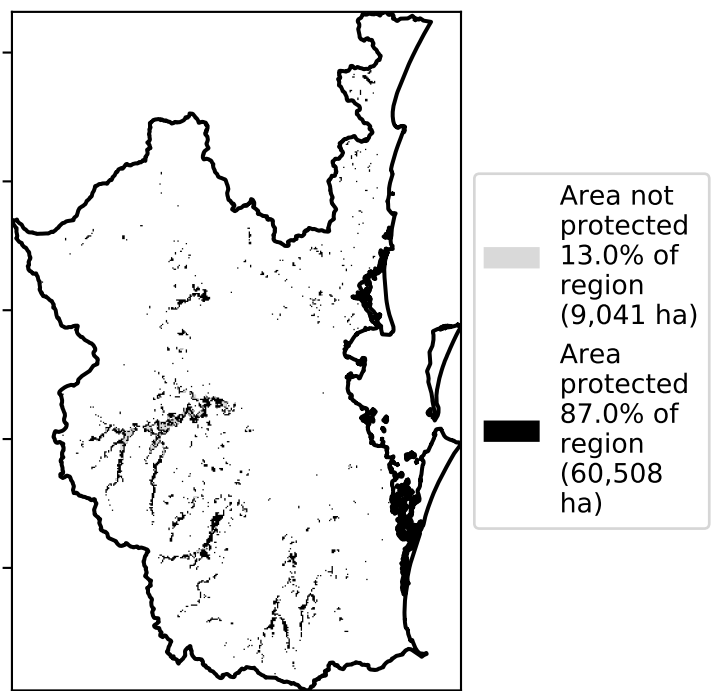 Area not
protected
13.0% of
region
(9,041 ha)
Area
protected
87.0% of
region
(60,508
ha)